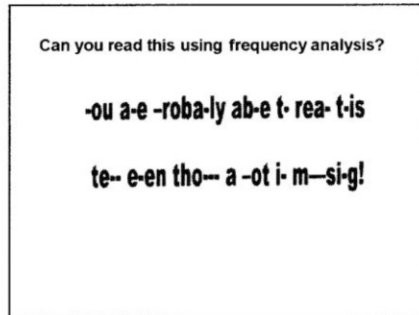 Can you read this using frequency analysis?
-ou a-e –roba-ly ab-e t- rea- t-is
te-- e-en tho--- a –ot i- m—si-g!